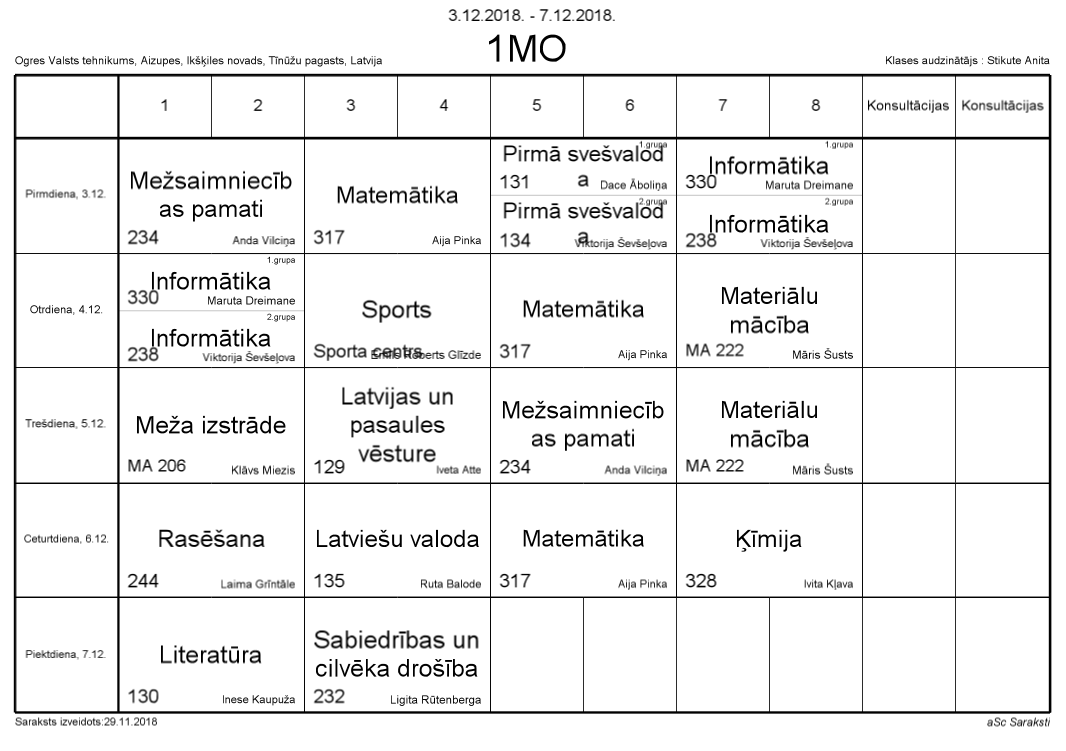 3.12.2018. - 7.12.2018.
1MO
Ogres Valsts tehnikums, Aizupes, Ikšķiles novads, Tīnūžu pagasts, Latvija
Klases audzinātājs : Stikute Anita
1 2 3 4 5 6 7 8 Konsultācijas Konsultācijas
Pirmdiena, 3.12.
Mežsaimniecīb
as pamati
234 Anda Vilciņa
Matemātika
317 Aija Pinka
1.grupa
Pirmā svešvalod
a
131 Dace Āboliņa
2.grupa
Pirmā svešvalod
a
134 Viktorija Ševšeļova
1.grupa
Informātika
330 Maruta Dreimane
2.grupa
Informātika
238 Viktorija Ševšeļova
Otrdiena, 4.12.
1.grupa
Informātika
330 Maruta Dreimane
2.grupa
Informātika
238 Viktorija Ševšeļova
Sports
Sporta centrs Emīls Roberts Glīzde
Matemātika
317 Aija Pinka
Materiālu
mācība
MA 222 Māris Šusts
Trešdiena, 5.12.
Meža izstrāde
MA 206 Klāvs Miezis
Latvijas un
pasaules
vēsture
129 Iveta Atte
Mežsaimniecīb
as pamati
234 Anda Vilciņa
Materiālu
mācība
MA 222 Māris Šusts
Ceturtdiena, 6.12.
Rasēšana
244 Laima Grīntāle
Latviešu valoda
135 Ruta Balode
Matemātika
317 Aija Pinka
Ķīmija
328 Ivita Kļava
Piektdiena, 7.12.
Literatūra
130 Inese Kaupuža
Sabiedrības un
cilvēka drošība
232 Ligita Rūtenberga
Saraksts izveidots:29.11.2018
aSc Saraksti